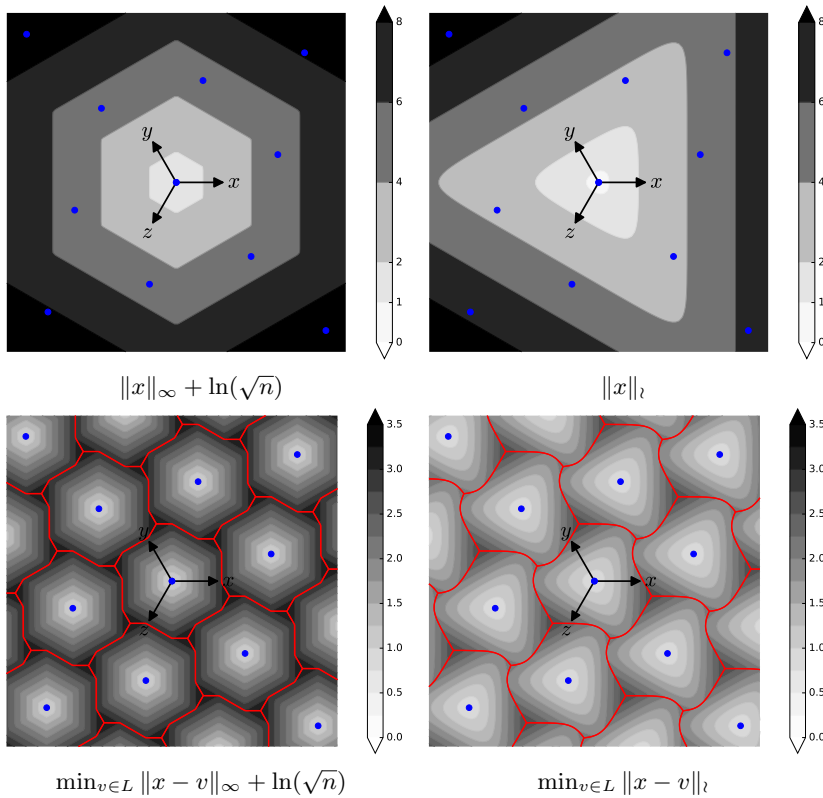 8
6
4
2
1
0
y
x
z
‖x‖∞ + ln(√n)
8
6
4
2
1
0
y
x
z
‖x‖≀
3.5
3.0
2.5
2.0
1.5
1.0
0.5
0.0
y
x
z
min_{v∈L} ‖x − v‖∞ + ln(√n)
3.5
3.0
2.5
2.0
1.5
1.0
0.5
0.0
y
x
z
min_{v∈L} ‖x − v‖≀